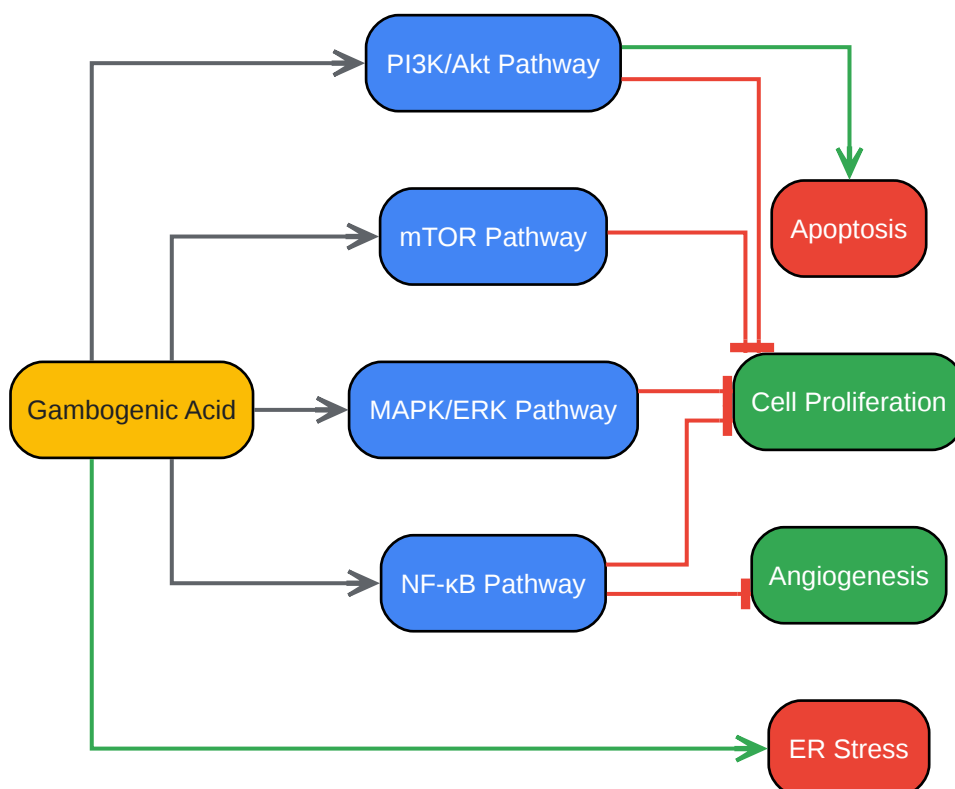 PI3K/Akt Pathway
Apoptosis
mTOR Pathway
Gambogenic Acid
MAPK/ERK Pathway
Cell Proliferation
NF-κB Pathway
Angiogenesis
ER Stress